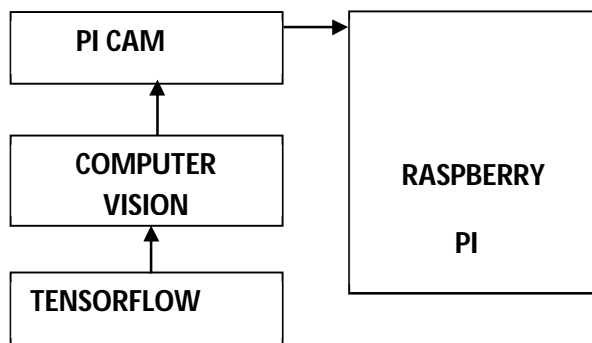 PI CAM
COMPUTER
VISION
TENSORFLOW
RASPBERRY
PI